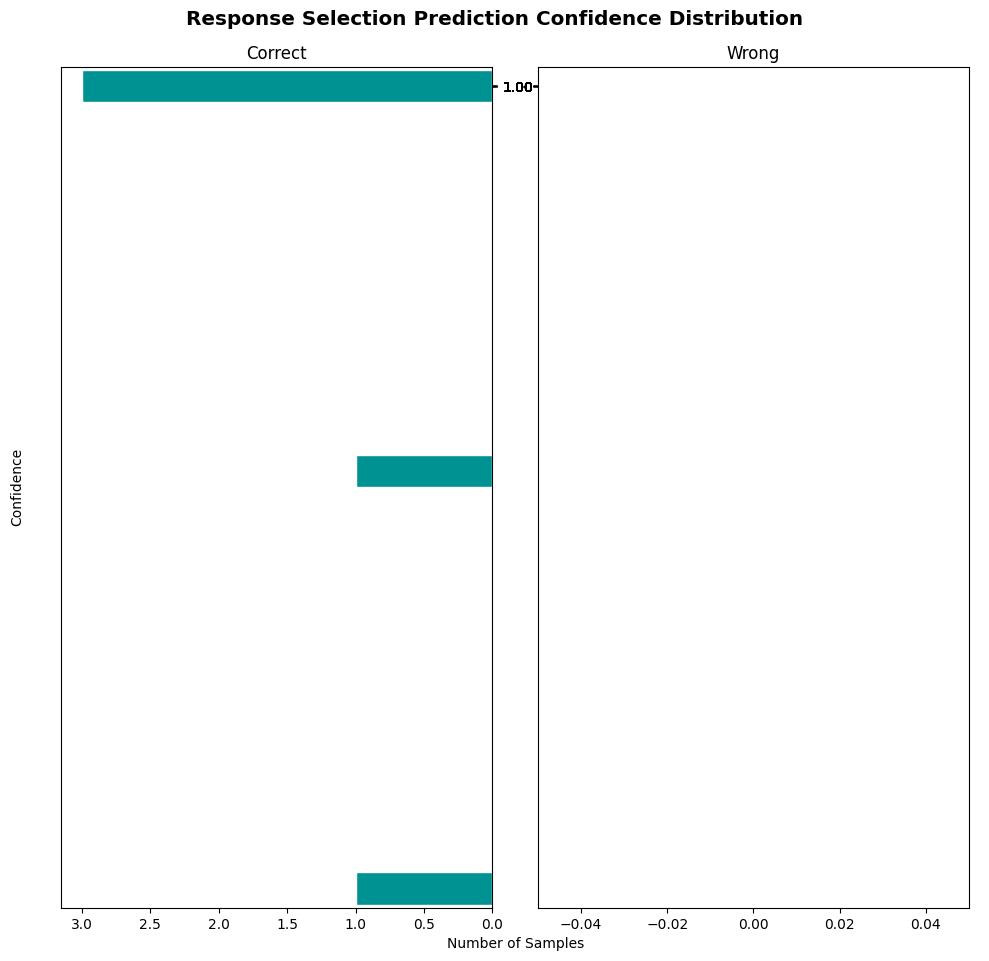 Response Selection Prediction Confidence Distribution
Correct
Wrong
1.00
Confidence
3.0 2.5 2.0 1.5 1.0 0.5 0.0
−0.04 −0.02 0.00 0.02 0.04
Number of Samples